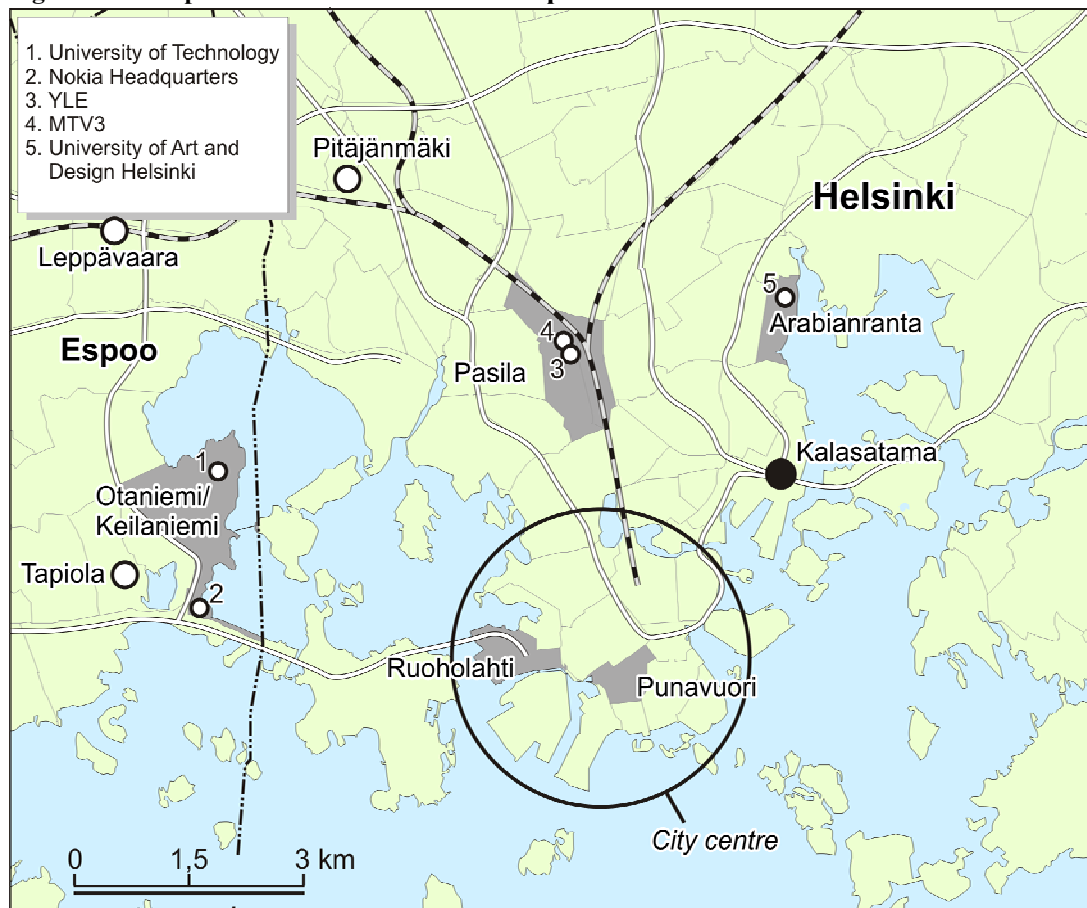 1. University of Technology
2. Nokia Headquarters
3. YLE
4. MTV3
5. University of Art and
Design Helsinki
Pitäjänmäki
Helsinki
Leppävaara
5
Arabianranta
Espoo
4
3
Pasila
Kalasatama
1
Otaniemi/
Keilaniemi
Tapiola
2
Ruoholahti
Punavuori
City centre
0 1,5 3 km